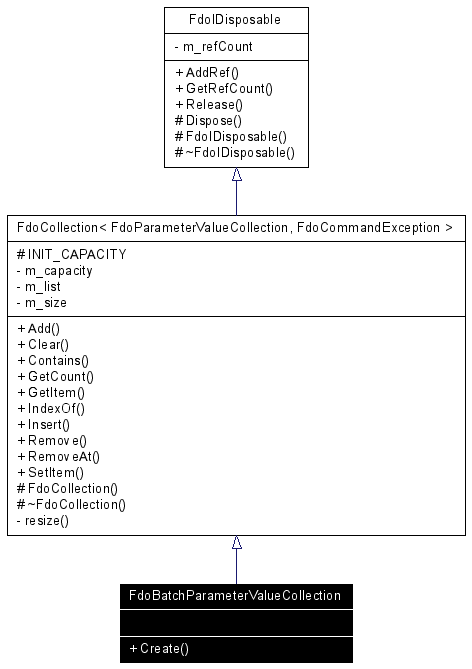 FdoIDisposable
- m_refCount
+ AddRef()
+ GetRefCount()
+ Release()
# Dispose()
# FdoIDisposable()
# ~FdoIDisposable()
FdoCollection< FdoParameterValueCollection, FdoCommandException >
# INIT_CAPACITY
- m_capacity
- m_list
- m_size
+ Add()
+ Clear()
+ Contains()
+ GetCount()
+ GetItem()
+ IndexOf()
+ Insert()
+ Remove()
+ RemoveAt()
+ SetItem()
# FdoCollection()
# ~FdoCollection()
- resize()
FdoBatchParameterValueCollection
+ Create()